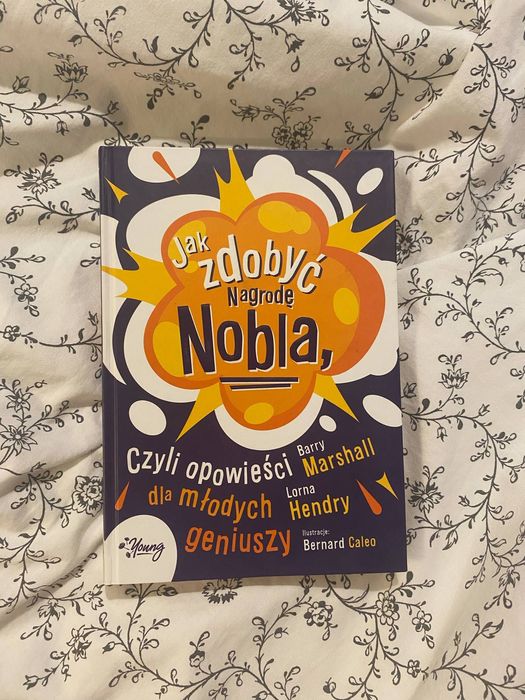 Jak
zdobyć
Nagrodę
Nobla,
Czyli opowieści
dla młodych
geniuszy
Barry
Marshall
Lorna
Hendry
Ilustracje:
Bernard Caleo
Young